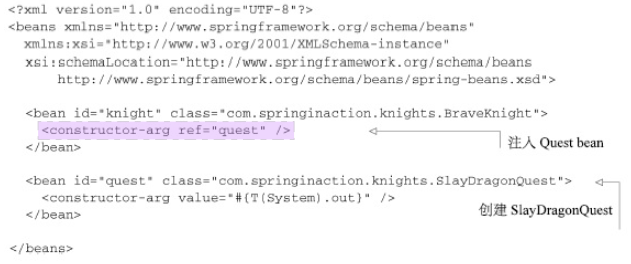 <?xml version="1.0" encoding="UTF-8"?>
<beans xmlns="http://www.springframework.org/schema/beans"
xmlns:xsi="http://www.w3.org/2001/XMLSchema-instance"
xsi:schemaLocation="http://www.springframework.org/schema/beans
http://www.springframework.org/schema/beans/spring-beans.xsd">
<bean id="knight" class="com.springinaction.knights.BraveKnight">
<constructor-arg ref="quest" />
注入 Quest bean
</bean>
<bean id="quest" class="com.springinaction.knights.SlayDragonQuest">
<constructor-arg value="#{T(System).out}" />
创建 SlayDragonQuest
</bean>
</beans>